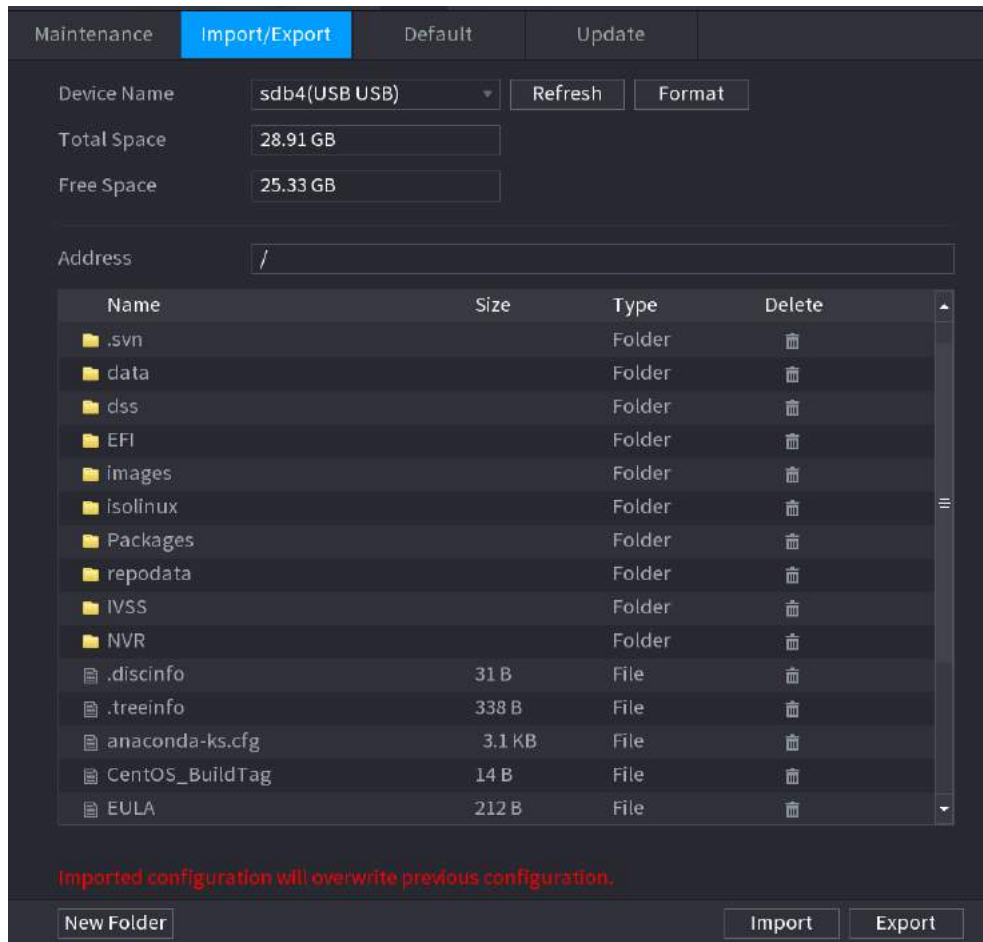 Maintenance Import/Export Default Update
Device Name sdb4(USB USB) Refresh Format
Total Space 28.91 GB
Free Space 25.33 GB
Address /
Name Size Type Delete
.svn Folder
data Folder
dss Folder
EFI Folder
images Folder
isolinux Folder
Packages Folder
repodata Folder
IVSS Folder
NVR Folder
.discinfo 31 B File
.treeinfo 338 B File
anaconda-ks.cfg 3.1 KB File
CentOS_BuildTag 14 B File
EULA 212 B File
Imported configuration will overwrite previous configuration.
New Folder Import Export